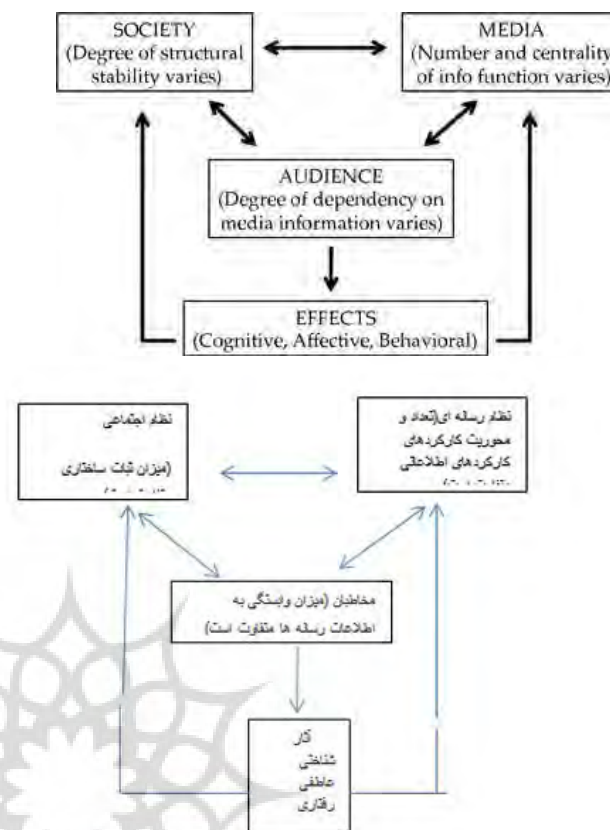 SOCIETY
(Degree of structural
stability varies)
MEDIA
(Number and centrality
of info function varies)
AUDIENCE
(Degree of dependency on
media information varies)
EFFECTS
(Cognitive, Affective, Behavioral)
نظام اجتماعی
(میزان ثبات ساختاری
نظام رسانه ای(تعداد و
محوریت کارکردهای
کارکردهای اطلاعاتی
مخاطبان (میزان وابستگی به
اطلاعات رسانه ها متفاوت است)
آثار
شناختی
عاطفی
رفتاری